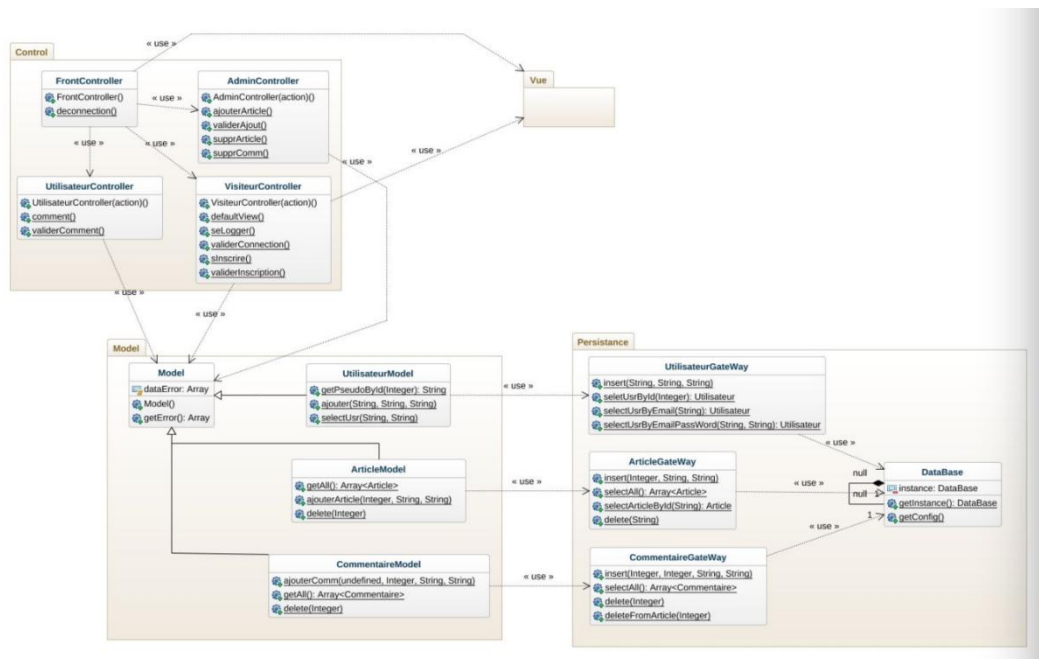 « use »
Control
FrontController
FrontController()
deconnection()
« use »
AdminController
AdminController(action)()
ajouterArticle()
validerAjout()
supprArticle()
supprComm()
Vue
« use »
« use »
« use »
« use »
UtilisateurController
UtilisateurController(action)()
comment()
validerComment()
VisiteurController
VisiteurController(action)()
defaultView()
seLogger()
validerConnection()
sInscrire()
validerInscription()
« use »
« use »
Model
Model
dataError: Array
Model()
getError(): Array
UtilisateurModel
getPseudoById(Integer): String
ajouter(String, String, String)
selectUsr(String, String)
« use »
ArticleModel
getAll(): Array<Article>
ajouterArticle(Integer, String, String)
delete(Integer)
« use »
CommentaireModel
ajouterComm(undefined, Integer, String, String)
getAll(): Array<Commentaire>
delete(Integer)
« use »
Persistance
UtilisateurGateWay
insert(String, String, String)
seletUsrById(Integer): Utilisateur
selectUsrByEmail(String): Utilisateur
selectUsrByEmailPassWord(String, String): Utilisateur
« use »
ArticleGateWay
insert(Integer, String, String)
selectAll(): Array<Article>
selectArticleById(String): Article
delete(String)
« use »
null
null 1
1
DataBase
instance: DataBase
getInstance(): DataBase
getConfig()
« use »
CommentaireGateWay
insert(Integer, Integer, String, String)
selectAll(): Array<Commentaire>
delete(Integer)
deleteFromArticle(Integer)